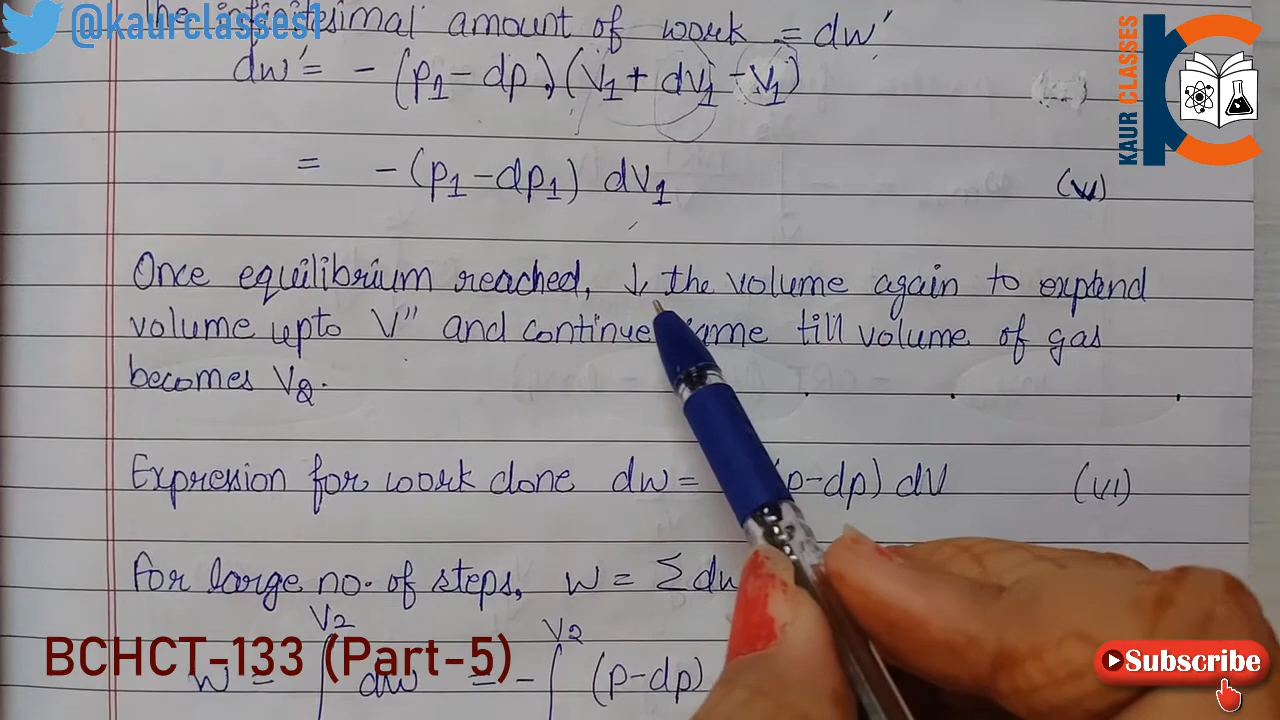 The infinitesimal amount of work = dw'
@kaurclasses1
dw' = - (P1 - dp1) (V1 + dV1 - V1)
= - (P1 - dP1) dV1 (V)
Once equilibrium reached, ↓ the volume again to expand
volume upto V'' and continue same till volume of gas
becomes V2.
Expression for work done dw = (p-dp) dV (VI)
For large no. of steps, w = Σ dw
V2 V2
w = ∫ dw = - ∫ (p-dp)
BCHCT-133 (Part-5)
KAUR CLASSES
Subscribe